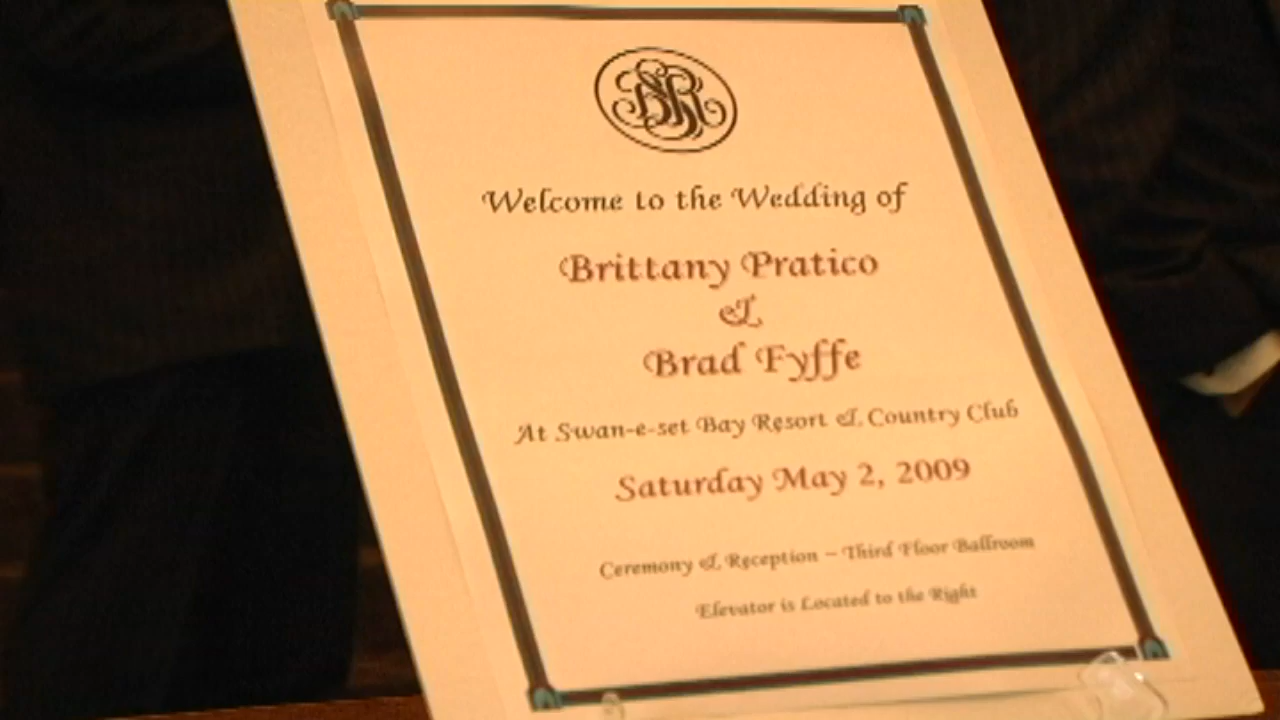 Welcome to the Wedding of
Brittany Pratico
&
Brad Fyffe
At Swan-e-set Bay Resort & Country Club
Saturday May 2, 2009
Ceremony & Reception – Third Floor Ballroom
Elevator is Located to the Right